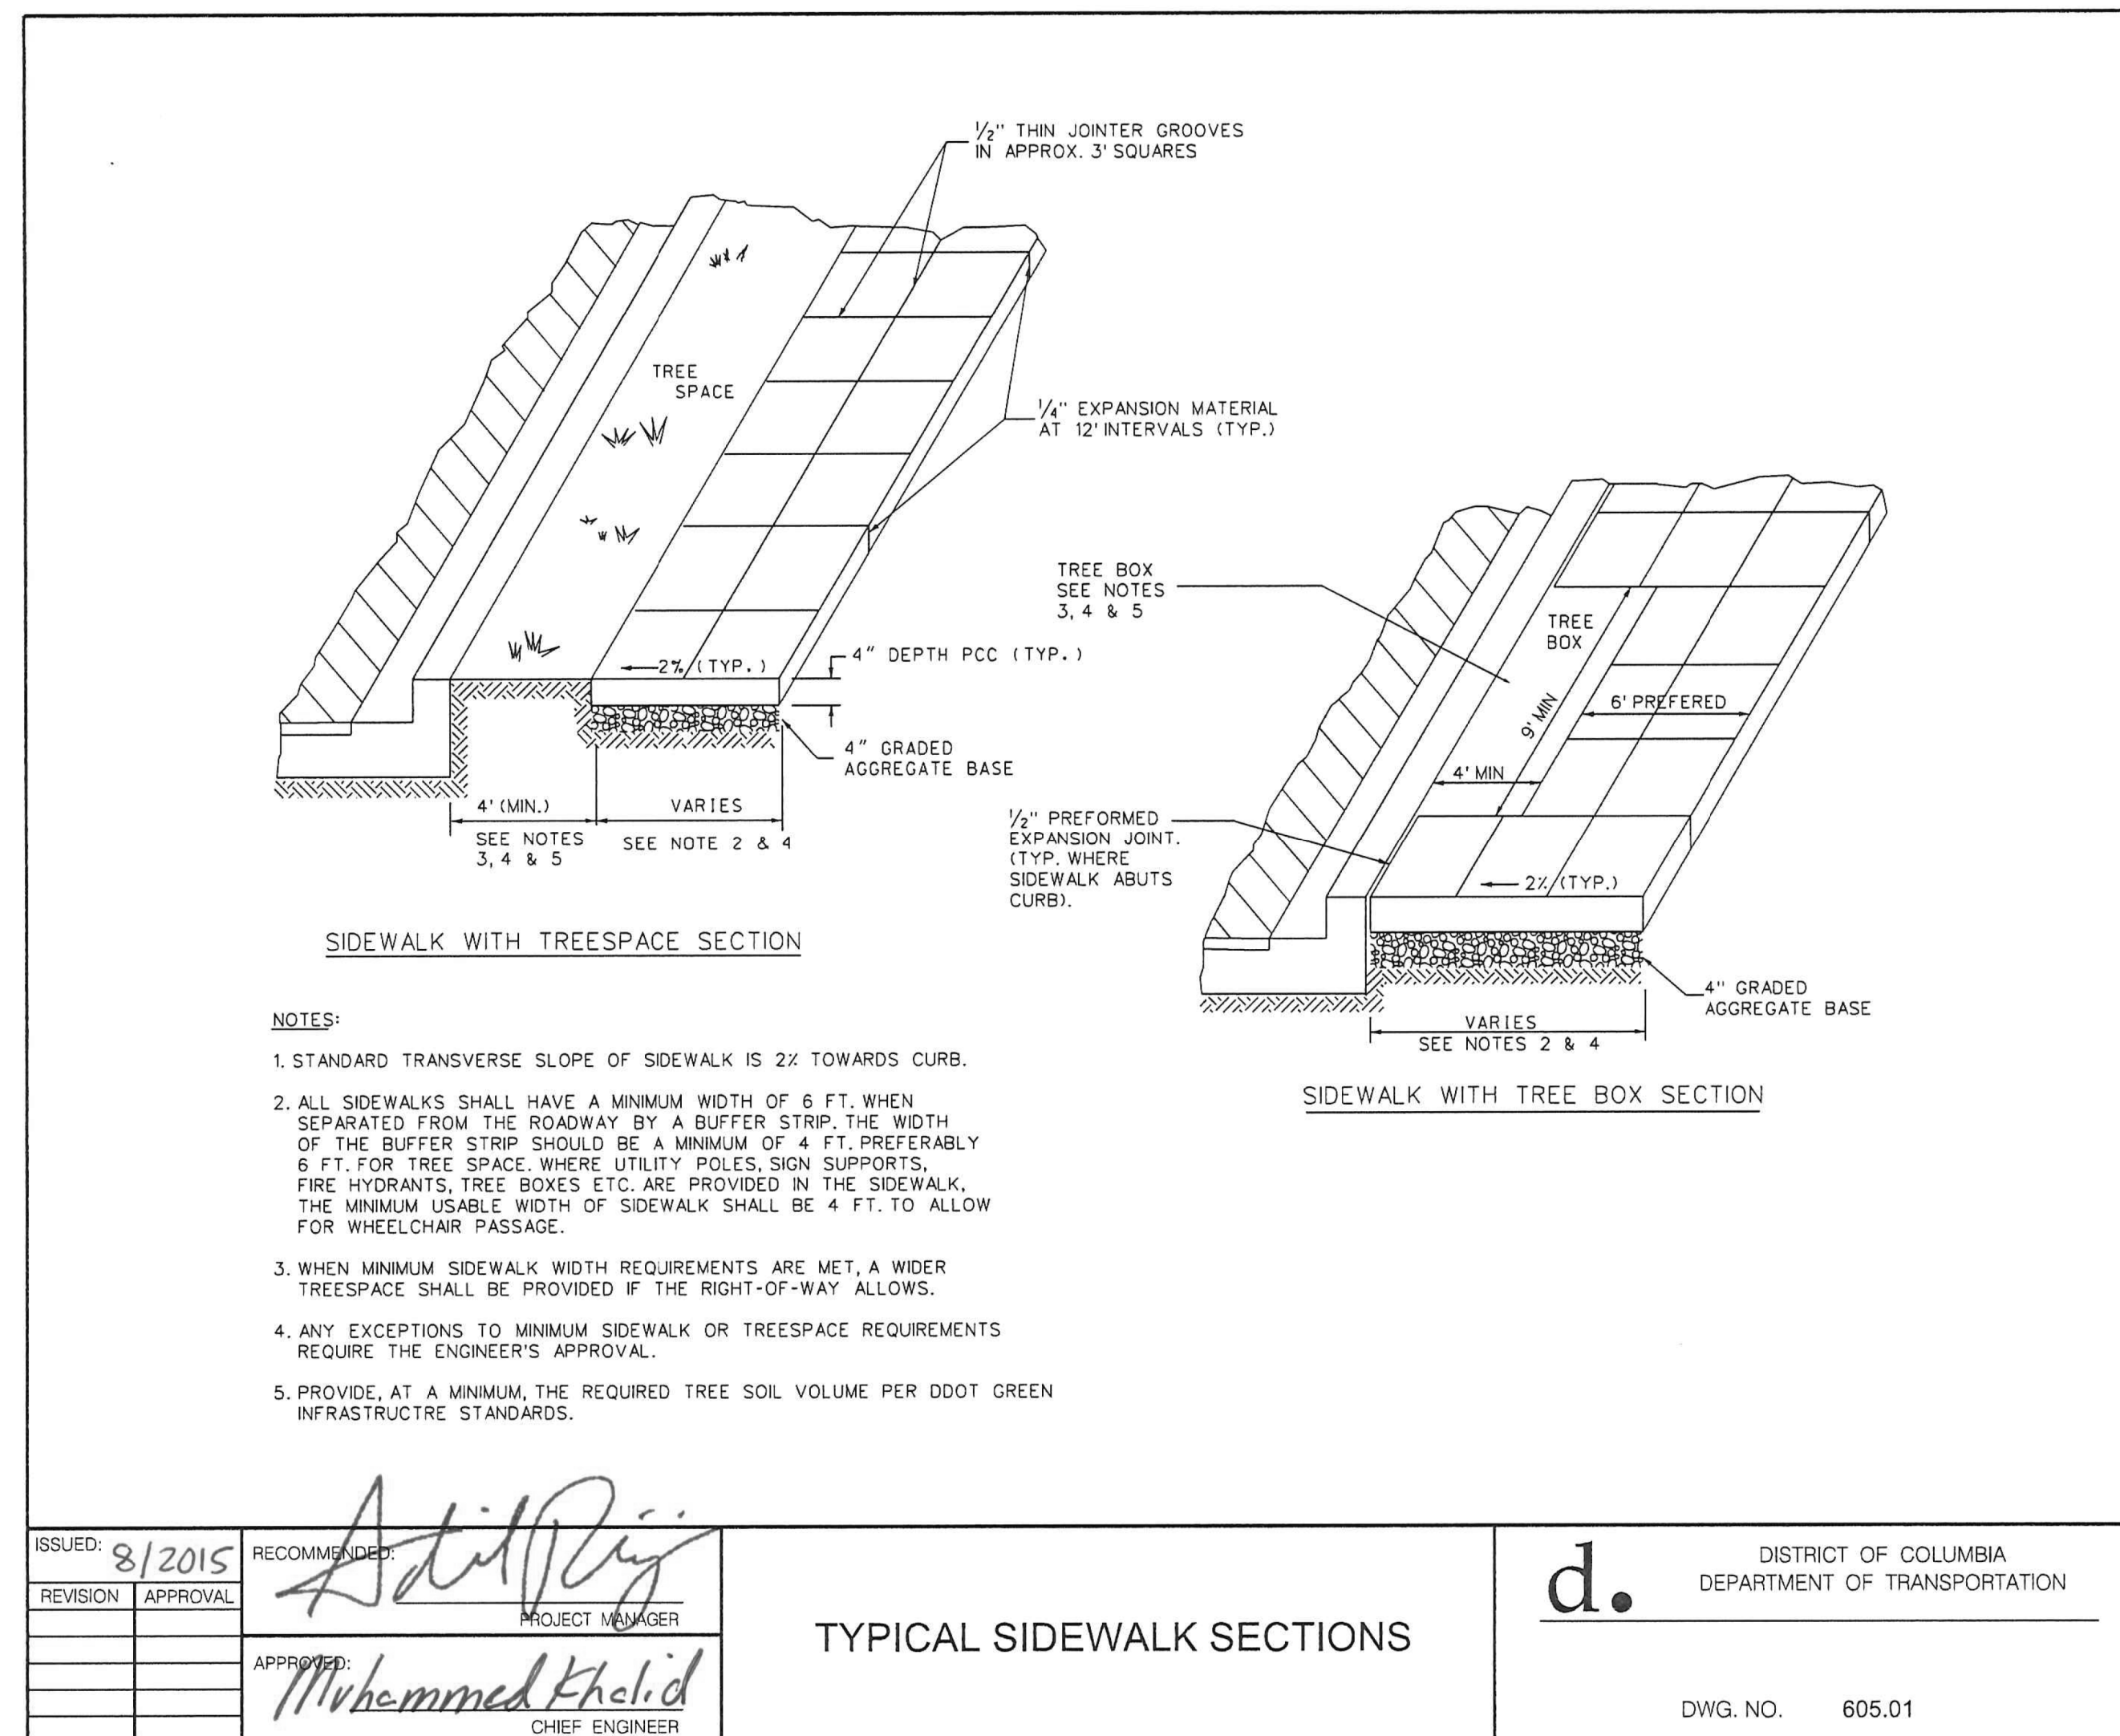 1/2" THIN JOINTER GROOVES
IN APPROX. 3' SQUARES
TREE
SPACE
1/4" EXPANSION MATERIAL
AT 12' INTERVALS (TYP.)
2% (TYP.)
4" DEPTH PCC (TYP.)
4" GRADED
AGGREGATE BASE
4' (MIN.)
SEE NOTES
3, 4 & 5
VARIES
SEE NOTE 2 & 4
SIDEWALK WITH TREESPACE SECTION
TREE BOX
SEE NOTES
3, 4 & 5
TREE
BOX
9' MIN
6' PREFERED
4' MIN
1/2" PREFORMED
EXPANSION JOINT.
(TYP. WHERE
SIDEWALK ABUTS
CURB).
2% (TYP.)
4" GRADED
AGGREGATE BASE
VARIES
SEE NOTES 2 & 4
SIDEWALK WITH TREE BOX SECTION
NOTES:
1. STANDARD TRANSVERSE SLOPE OF SIDEWALK IS 2% TOWARDS CURB.
2. ALL SIDEWALKS SHALL HAVE A MINIMUM WIDTH OF 6 FT. WHEN
SEPARATED FROM THE ROADWAY BY A BUFFER STRIP. THE WIDTH
OF THE BUFFER STRIP SHOULD BE A MINIMUM OF 4 FT. PREFERABLY
6 FT. FOR TREE SPACE. WHERE UTILITY POLES, SIGN SUPPORTS,
FIRE HYDRANTS, TREE BOXES ETC. ARE PROVIDED IN THE SIDEWALK,
THE MINIMUM USABLE WIDTH OF SIDEWALK SHALL BE 4 FT. TO ALLOW
FOR WHEELCHAIR PASSAGE.
3. WHEN MINIMUM SIDEWALK WIDTH REQUIREMENTS ARE MET, A WIDER
TREESPACE SHALL BE PROVIDED IF THE RIGHT-OF-WAY ALLOWS.
4. ANY EXCEPTIONS TO MINIMUM SIDEWALK OR TREESPACE REQUIREMENTS
REQUIRE THE ENGINEER'S APPROVAL.
5. PROVIDE, AT A MINIMUM, THE REQUIRED TREE SOIL VOLUME PER DDOT GREEN
INFRASTRUCTRE STANDARDS.
ISSUED: 8/2015
REVISION APPROVAL
RECOMMENDED:
PROJECT MANAGER
APPROVED: Muhammed Khalid
CHIEF ENGINEER
TYPICAL SIDEWALK SECTIONS
d.
DISTRICT OF COLUMBIA
DEPARTMENT OF TRANSPORTATION
DWG. NO. 605.01